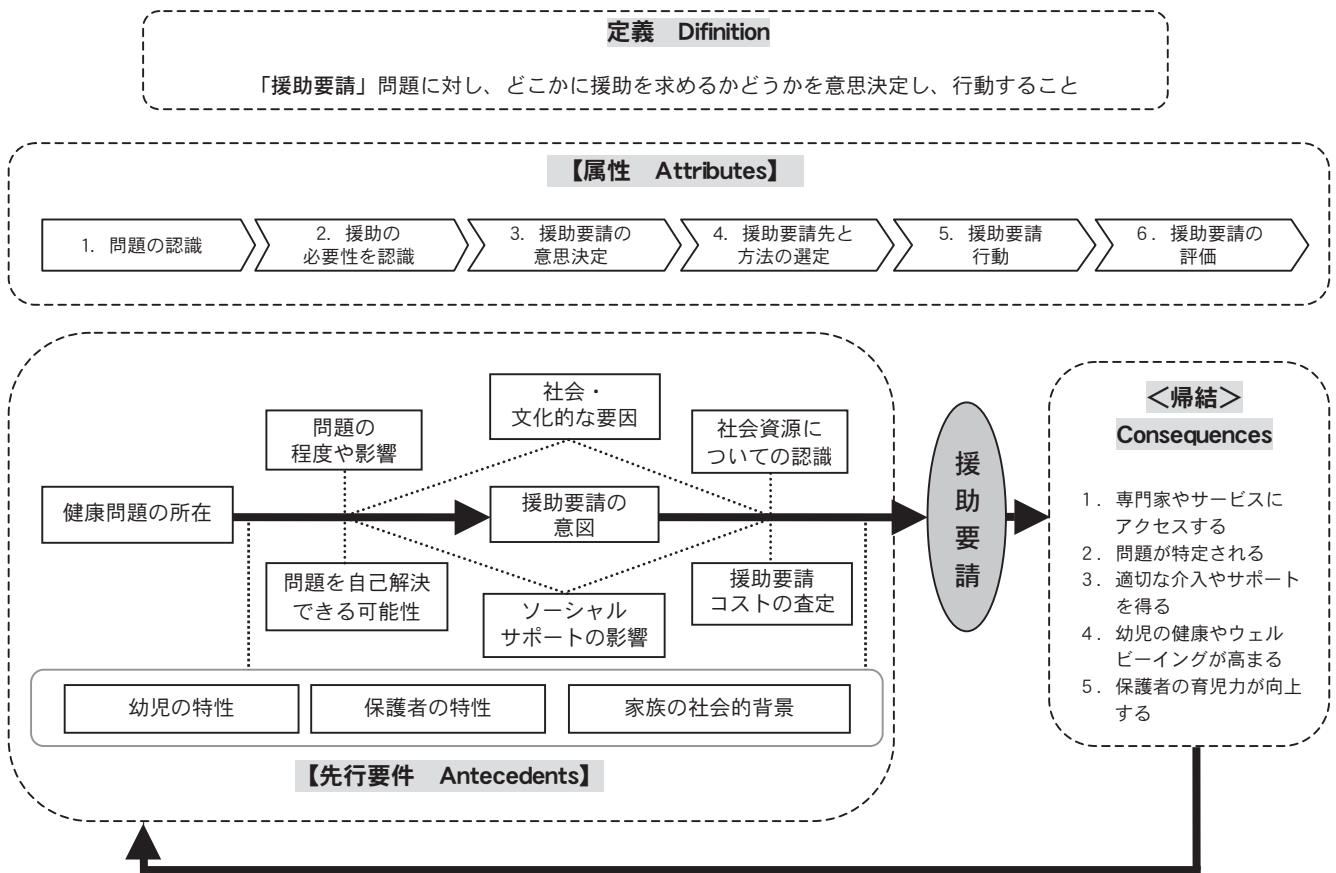 定義 Difinition
「援助要請」問題に対し、どこかに援助を求めるかどうかを意思決定し、行動すること
【属性 Attributes】
1. 問題の認識
2. 援助の
必要性を認識
3. 援助要請の
意思決定
4. 援助要請先と
方法の選定
5. 援助要請
行動
6. 援助要請の
評価
健康問題の所在
問題の
程度や影響
問題を自己解決
できる可能性
社会・
文化的な要因
援助要請の
意図
ソーシャル
サポートの影響
社会資源に
ついての認識
援助要請
コストの査定
幼児の特性
保護者の特性
家族の社会的背景
【先行要件 Antecedents】
援助要請
＜帰結＞
Consequences
1. 専門家やサービスに
アクセスする
2. 問題が特定される
3. 適切な介入やサポート
を得る
4. 幼児の健康やウェル
ビーイングが高まる
5. 保護者の育児力が向上
する